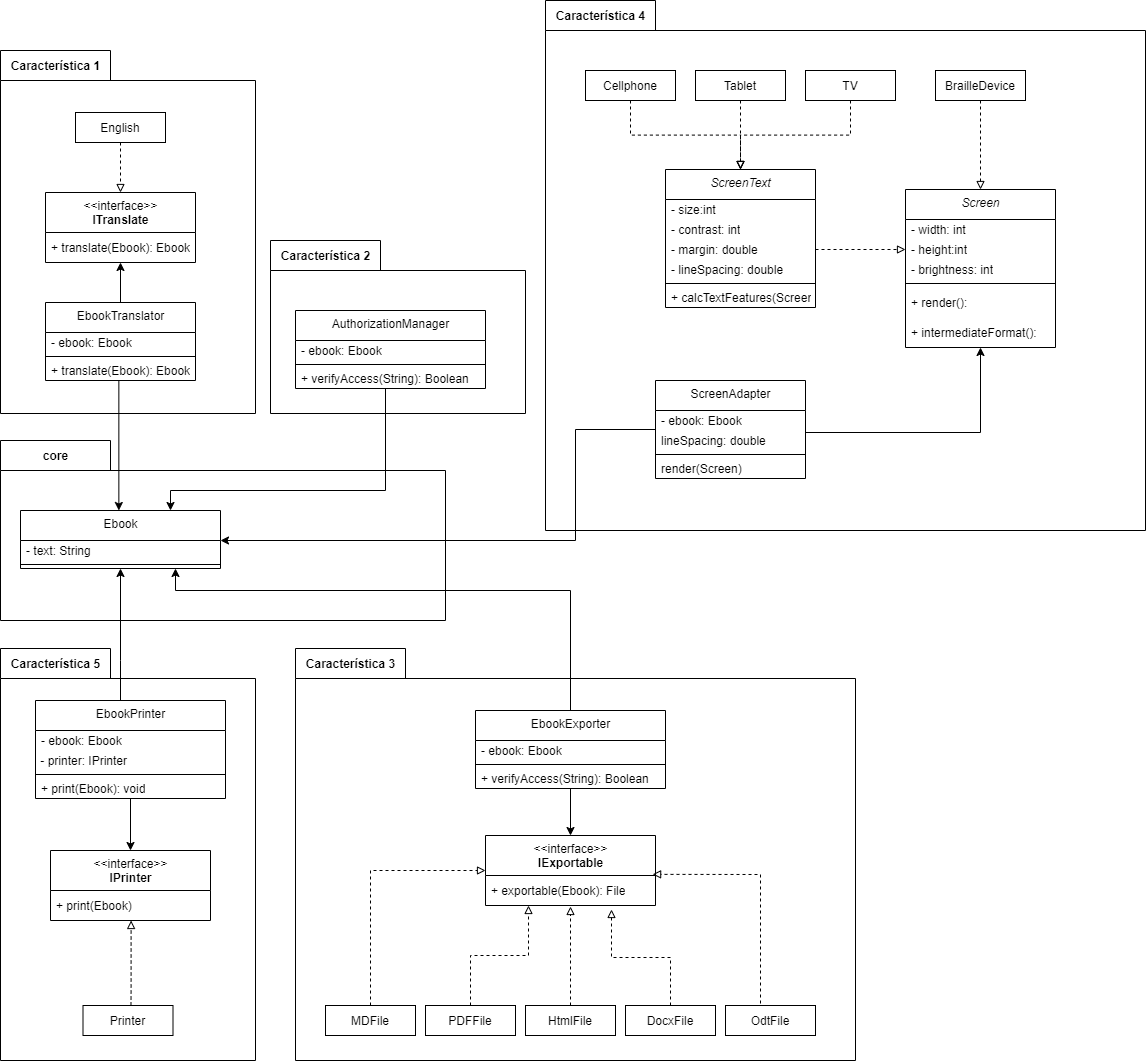 Característica 4
Cellphone
Tablet
TV
BrailleDevice
ScreenText
- size:int
- contrast: int
- margin: double
- lineSpacing: double
+ calcTextFeatures(Screen
Screen
- width: int
- height:int
- brightness: int
+ render():
+ intermediateFormat():
ScreenAdapter
- ebook: Ebook
lineSpacing: double
render(Screen)
Característica 1
English
<<interface>>
ITranslate
+ translate(Ebook): Ebook
EbookTranslator
- ebook: Ebook
+ translate(Ebook): Ebook
Característica 2
AuthorizationManager
- ebook: Ebook
+ verifyAccess(String): Boolean
core
Ebook
- text: String
Característica 5
EbookPrinter
- ebook: Ebook
- printer: IPrinter
+ print(Ebook): void
<<interface>>
IPrinter
+ print(Ebook)
Printer
Característica 3
EbookExporter
- ebook: Ebook
+ verifyAccess(String): Boolean
<<interface>>
IExportable
+ exportable(Ebook): File
MDFile
PDFFile
HtmlFile
DocxFile
OdtFile